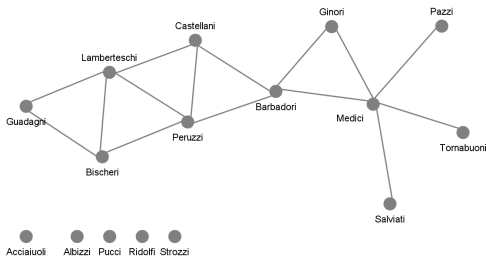 Ginori
Pazzi
Castellani
Lamberteschi
Barbadori
Medici
Guadagni
Peruzzi
Tornabuoni
Bischeri
Salviati
Acciaiuoli Albizzi Pucci Ridolfi Strozzi